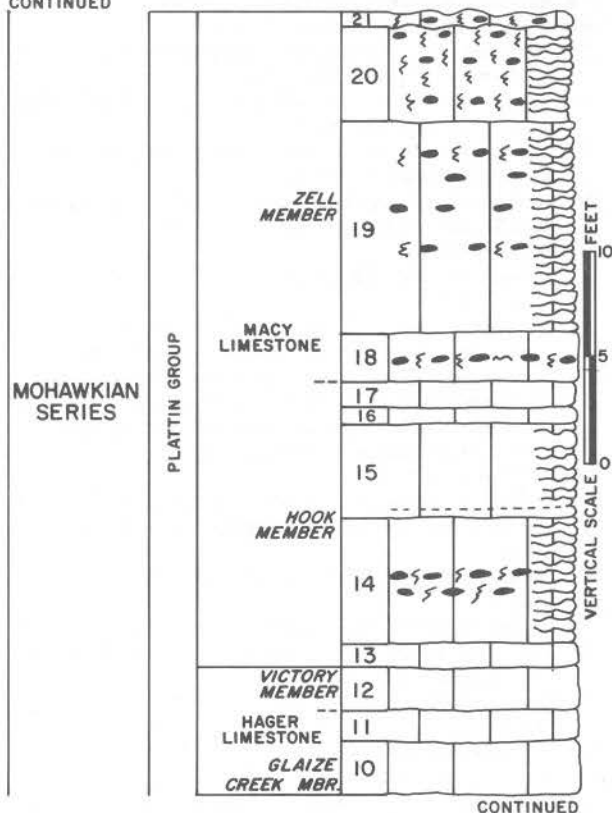 CONTINUED
21
20
ZELL
MEMBER
19
FEET
10
MACY
LIMESTONE
18
5
17
MOHAWKIAN
SERIES
PLATTIN GROUP
16
15
0
HOOK
MEMBER
VERTICAL SCALE
14
13
VICTORY
MEMBER
12
HAGER
LIMESTONE
11
GLAIZE
CREEK MBR.
10
CONTINUED